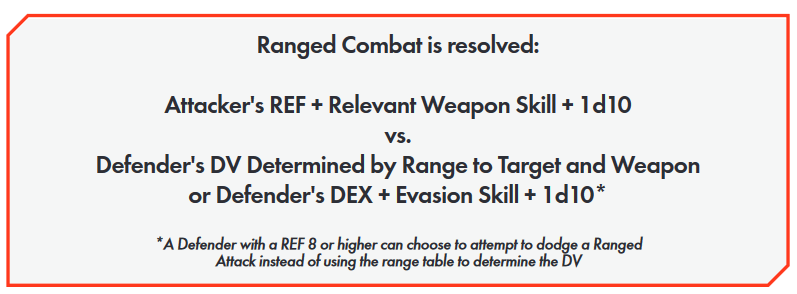 Ranged Combat is resolved:
Attacker's REF + Relevant Weapon Skill + 1d10
vs.
Defender's DV Determined by Range to Target and Weapon
or Defender's DEX + Evasion Skill + 1d10*
*A Defender with a REF 8 or higher can choose to attempt to dodge a Ranged
Attack instead of using the range table to determine the DV